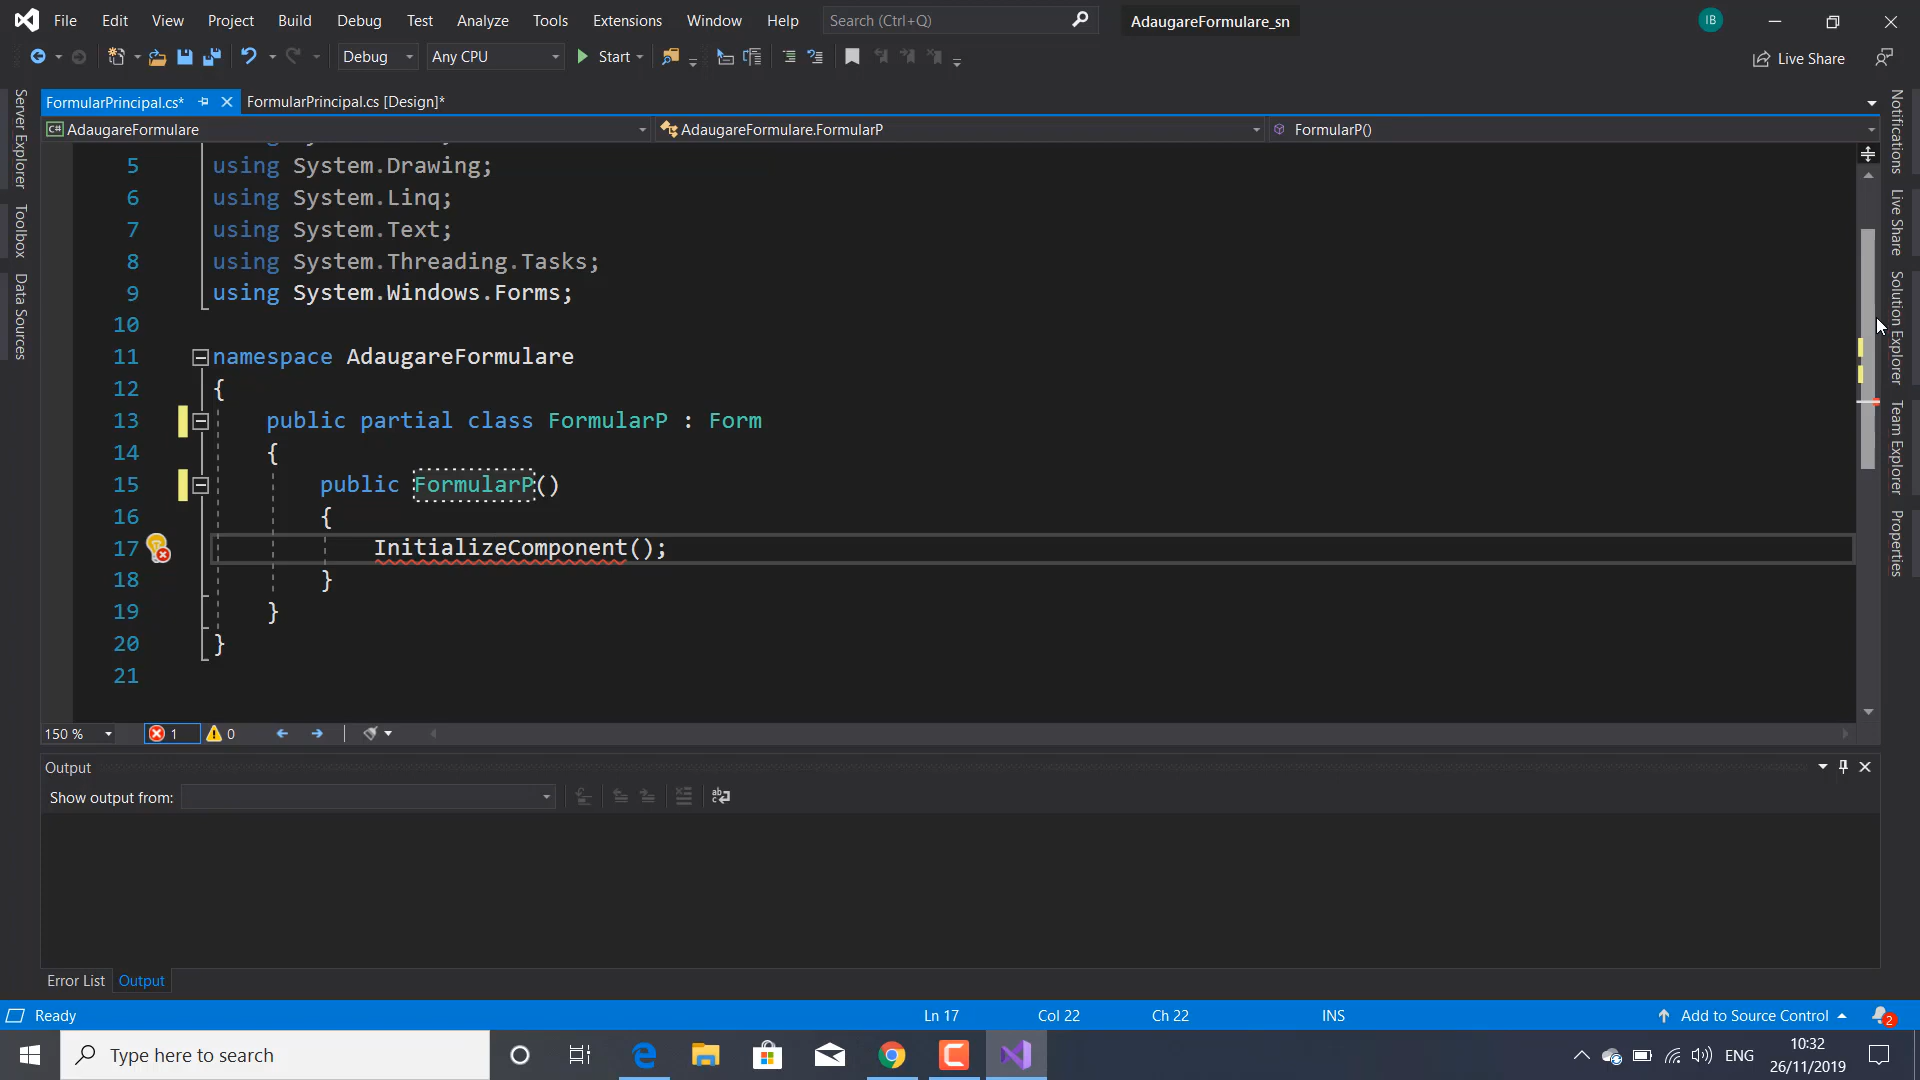 File Edit View Project Build Debug Test Analyze Tools Extensions Window Help Search (Ctrl+Q) AdaugareFormulare_sn IB
Debug Any CPU Start Live Share
FormularPrincipal.cs* FormularPrincipal.cs [Design]*
C# AdaugareFormulare AdaugareFormulare.FormularP FormularP()
5 using System.Drawing;
6 using System.Linq;
7 using System.Text;
8 using System.Threading.Tasks;
9 using System.Windows.Forms;
10
11 namespace AdaugareFormulare
12 {
13 public partial class FormularP : Form
14 {
15 public FormularP()
16 {
17 InitializeComponent();
18 }
19 }
20 }
21
Server Explorer
Toolbox
Data Sources
Notifications
Live Share
Solution Explorer
Team Explorer
Properties
150 % 1 0
Output
Show output from:
Error List Output
Ready Ln 17 Col 22 Ch 22 INS Add to Source Control 2
Type here to search ENG 10:32
26/11/2019